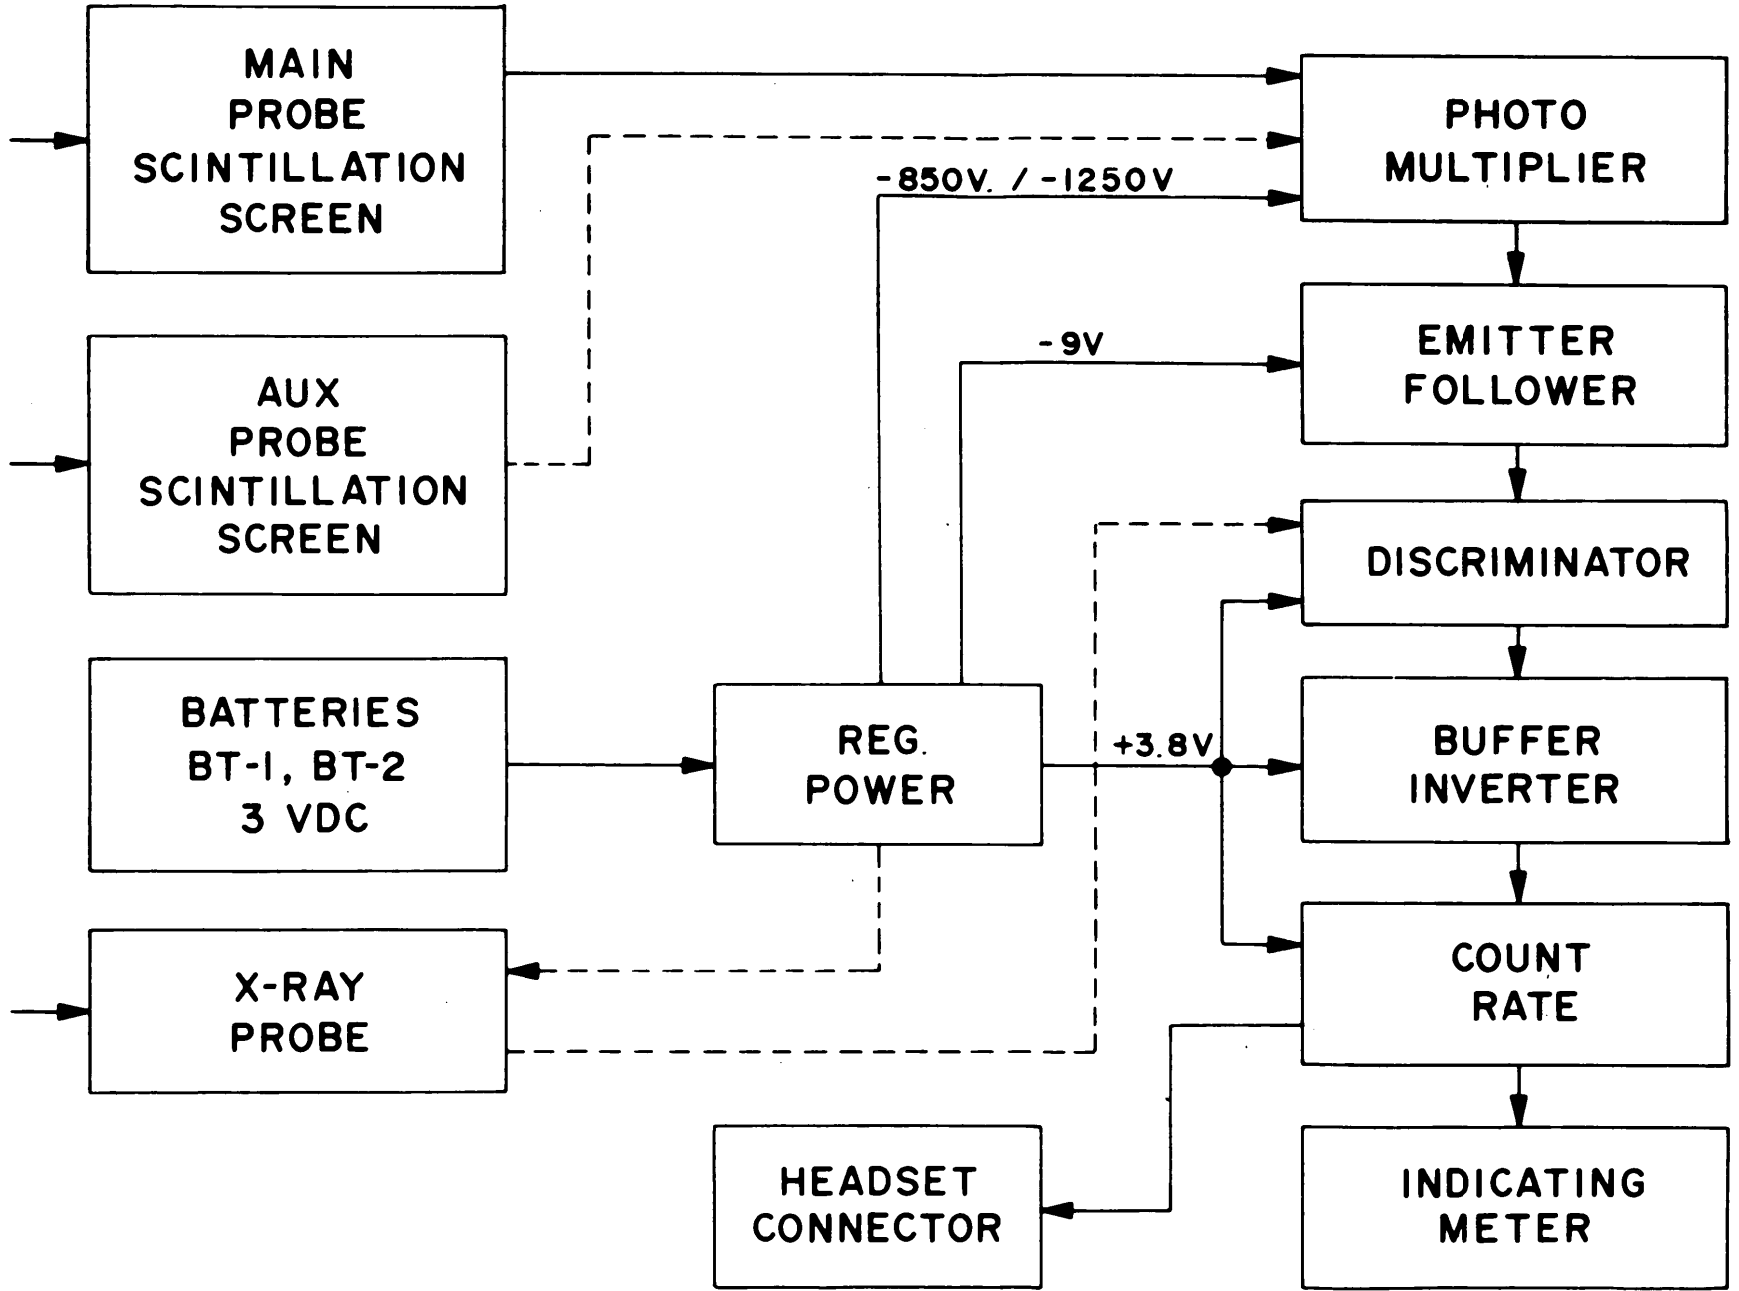 MAIN
PROBE
SCINTILLATION
SCREEN
PHOTO
MULTIPLIER
-850V. / -1250V
EMITTER
FOLLOWER
-9V
AUX
PROBE
SCINTILLATION
SCREEN
DISCRIMINATOR
BATTERIES
BT-1, BT-2
3 VDC
REG.
POWER
+3.8V
BUFFER
INVERTER
X-RAY
PROBE
COUNT
RATE
HEADSET
CONNECTOR
INDICATING
METER